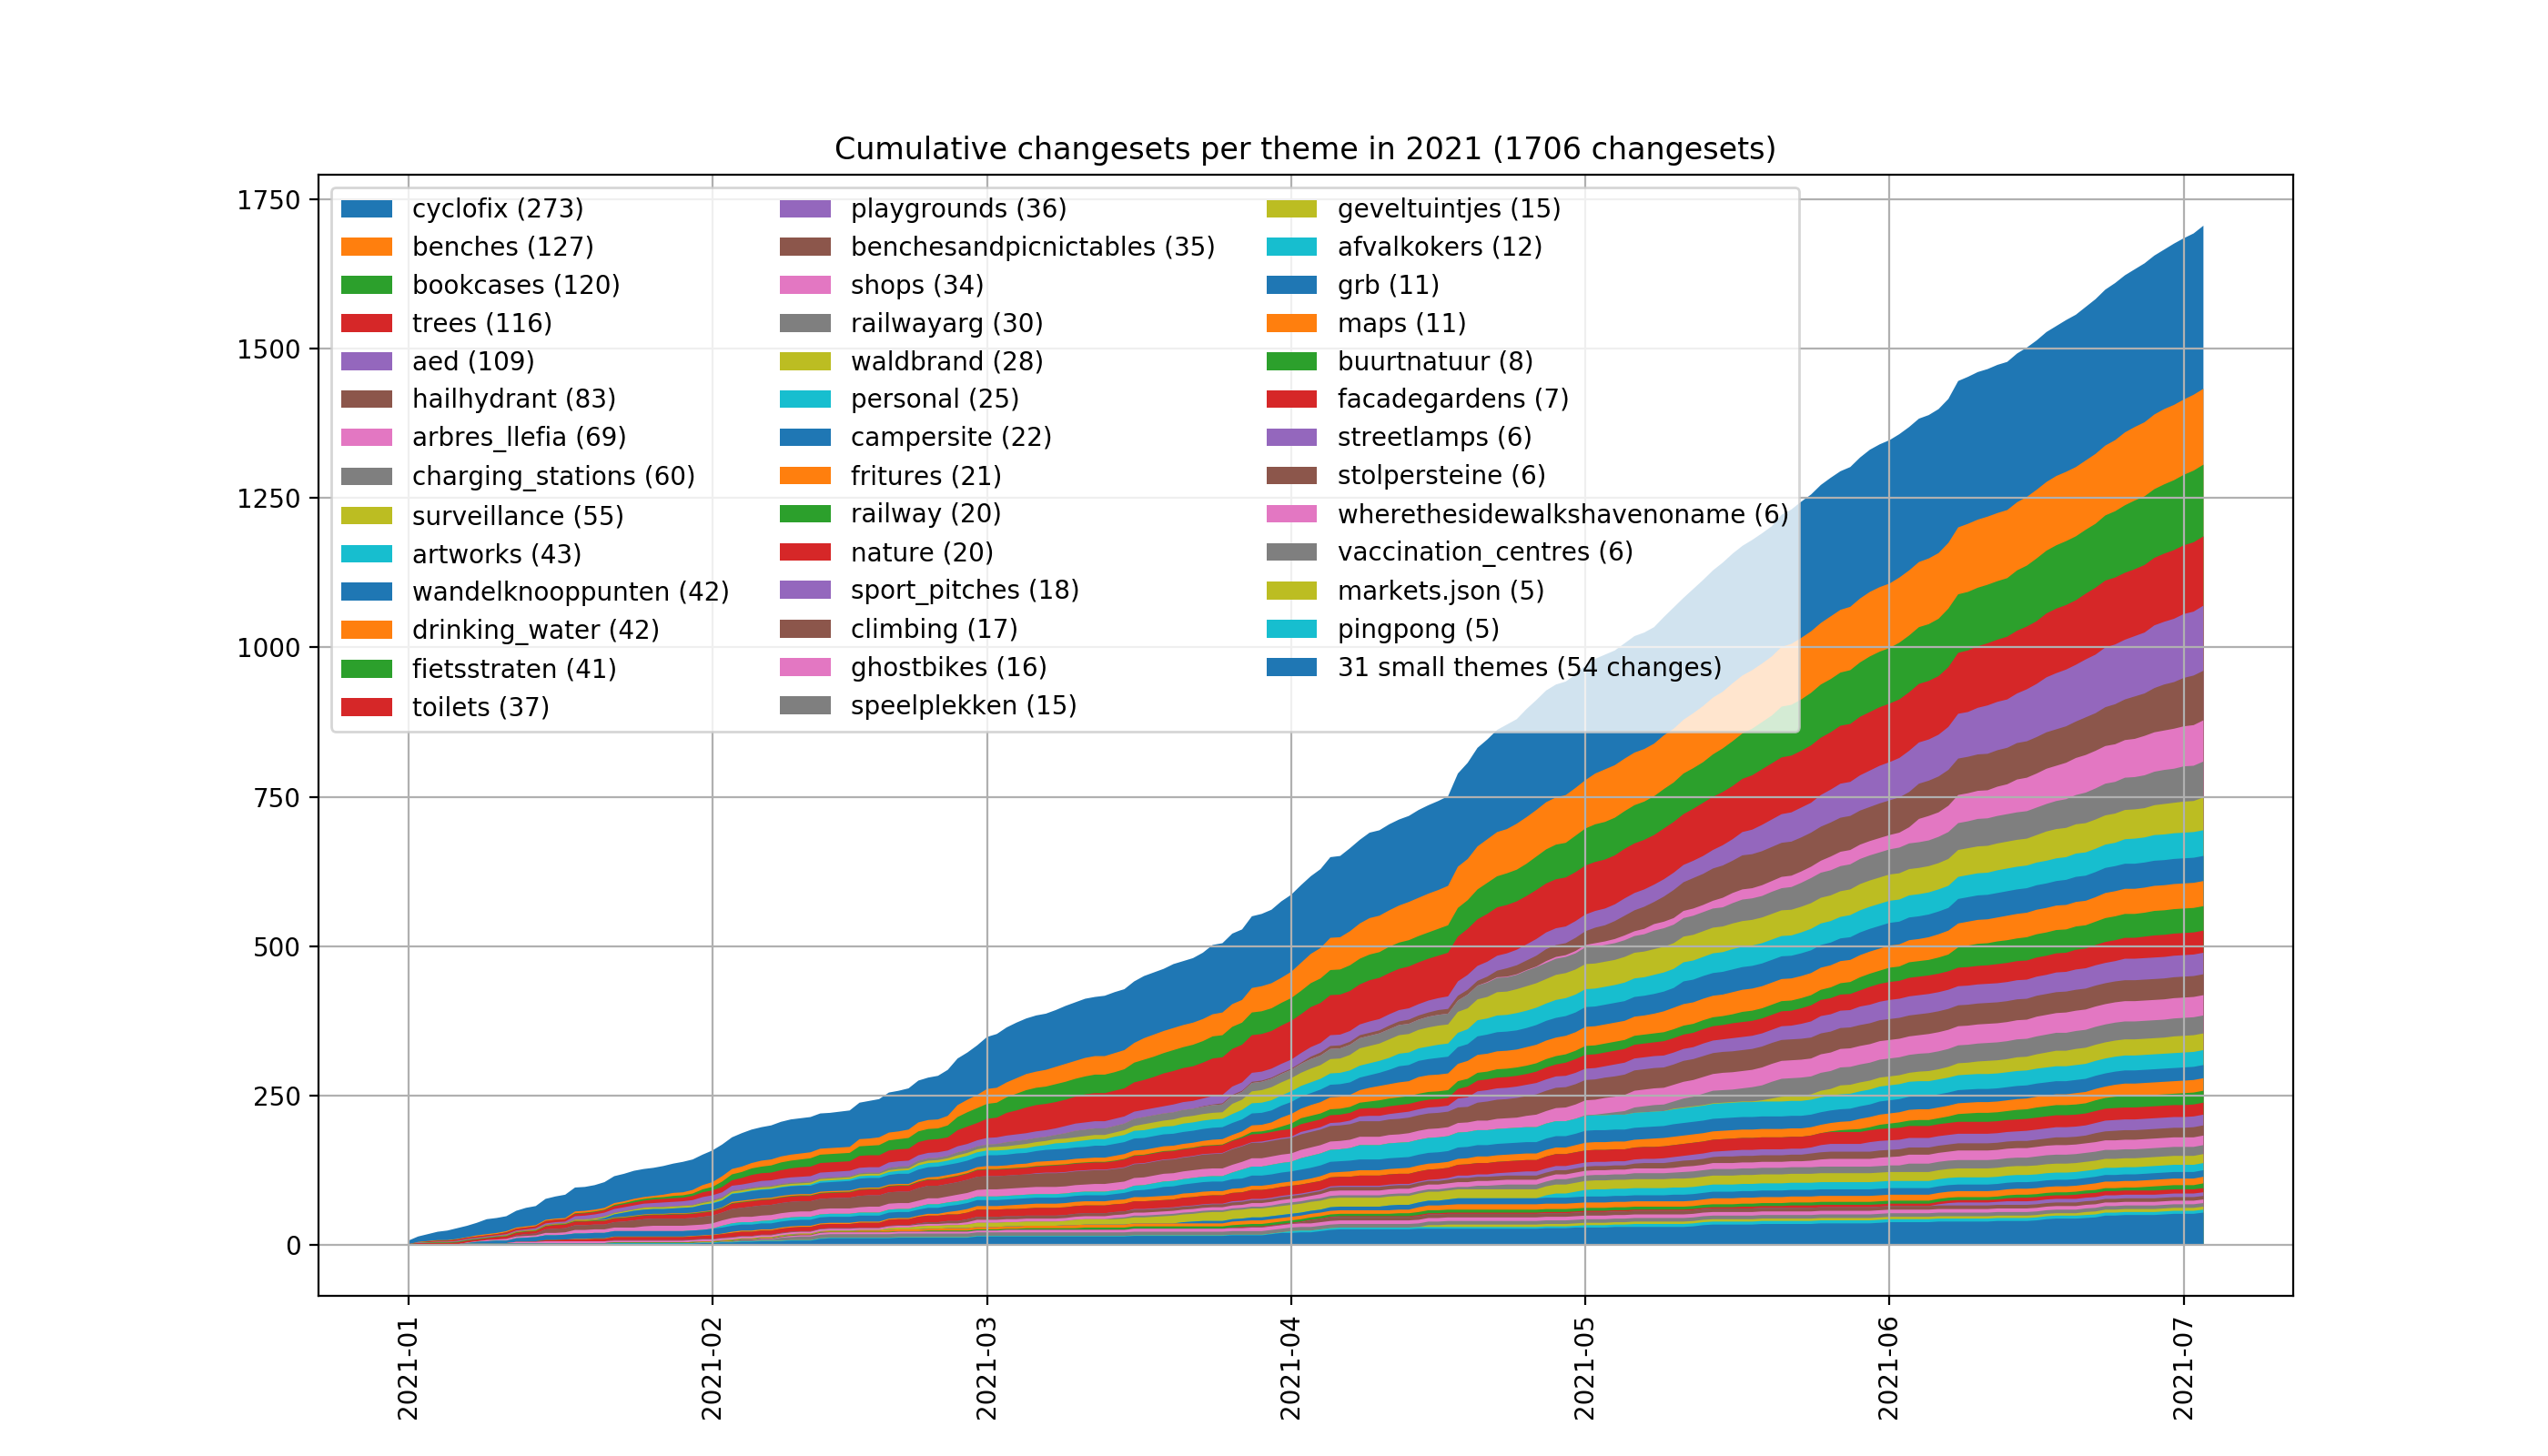 Cumulative changesets per theme in 2021 (1706 changesets)
1750
1500
1250
1000
750
500
250
0
cyclofix (273)
benches (127)
bookcases (120)
trees (116)
aed (109)
hailhydrant (83)
arbres_llefia (69)
charging_stations (60)
surveillance (55)
artworks (43)
wandelknooppunten (42)
drinking_water (42)
fietsstraten (41)
toilets (37)
playgrounds (36)
benchesandpicnictables (35)
shops (34)
railwayarg (30)
waldbrand (28)
personal (25)
campersite (22)
fritures (21)
railway (20)
nature (20)
sport_pitches (18)
climbing (17)
ghostbikes (16)
speelplekken (15)
geveltuintjes (15)
afvalkokers (12)
grb (11)
maps (11)
buurtnatuur (8)
facadegardens (7)
streetlamps (6)
stolpersteine (6)
wherethesidewalkshavenoname (6)
vaccination_centres (6)
markets.json (5)
pingpong (5)
31 small themes (54 changes)
2021-01
2021-02
2021-03
2021-04
2021-05
2021-06
2021-07